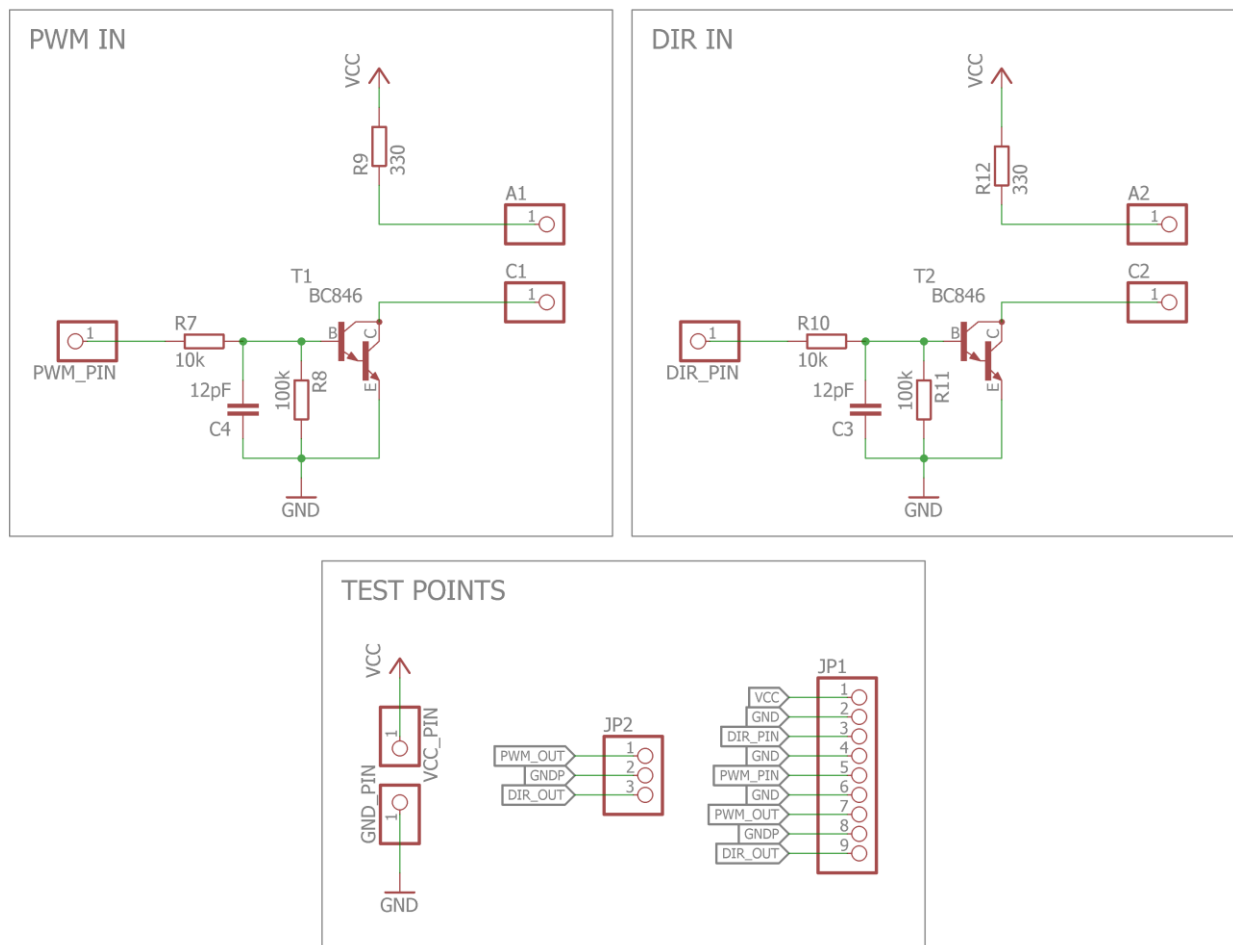 PWM IN
VCC
R9
330
A1
1
T1
BC846
C1
1
B
C
E
PWM_PIN
1
R7
10k
12pF
C4
100k
R8
GND
DIR IN
VCC
R12
330
A2
1
T2
BC846
C2
1
B
C
E
DIR_PIN
1
R10
10k
12pF
C3
100k
R11
GND
TEST POINTS
VCC
1
VCC_PIN
GND_PIN
1
GND
JP2
PWM_OUT 1
GNDP 2
DIR_OUT 3
JP1
VCC 1
GND 2
DIR_PIN 3
GND 4
PWM_PIN 5
GND 6
PWM_OUT 7
GNDP 8
DIR_OUT 9